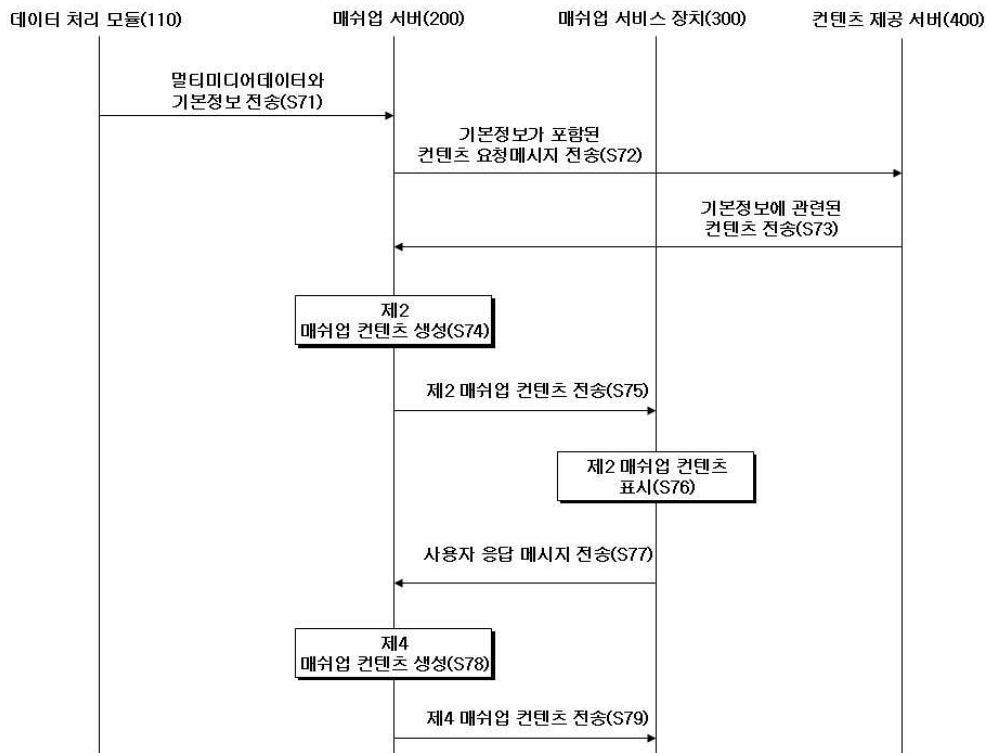 데이터 처리 모듈(110)
매쉬업 서버(200)
매쉬업 서비스 장치(300)
컨텐츠 제공 서버(400)
멀티미디어데이터와
기본정보 전송(S71)
기본정보가 포함된
컨텐츠 요청메시지 전송(S72)
기본정보에 관련된
컨텐츠 전송(S73)
제2
매쉬업 컨텐츠 생성(S74)
제2 매쉬업 컨텐츠 전송(S75)
제2 매쉬업 컨텐츠
표시(S76)
사용자 응답 메시지 전송(S77)
제4
매쉬업 컨텐츠 생성(S78)
제4 매쉬업 컨텐츠 전송(S79)